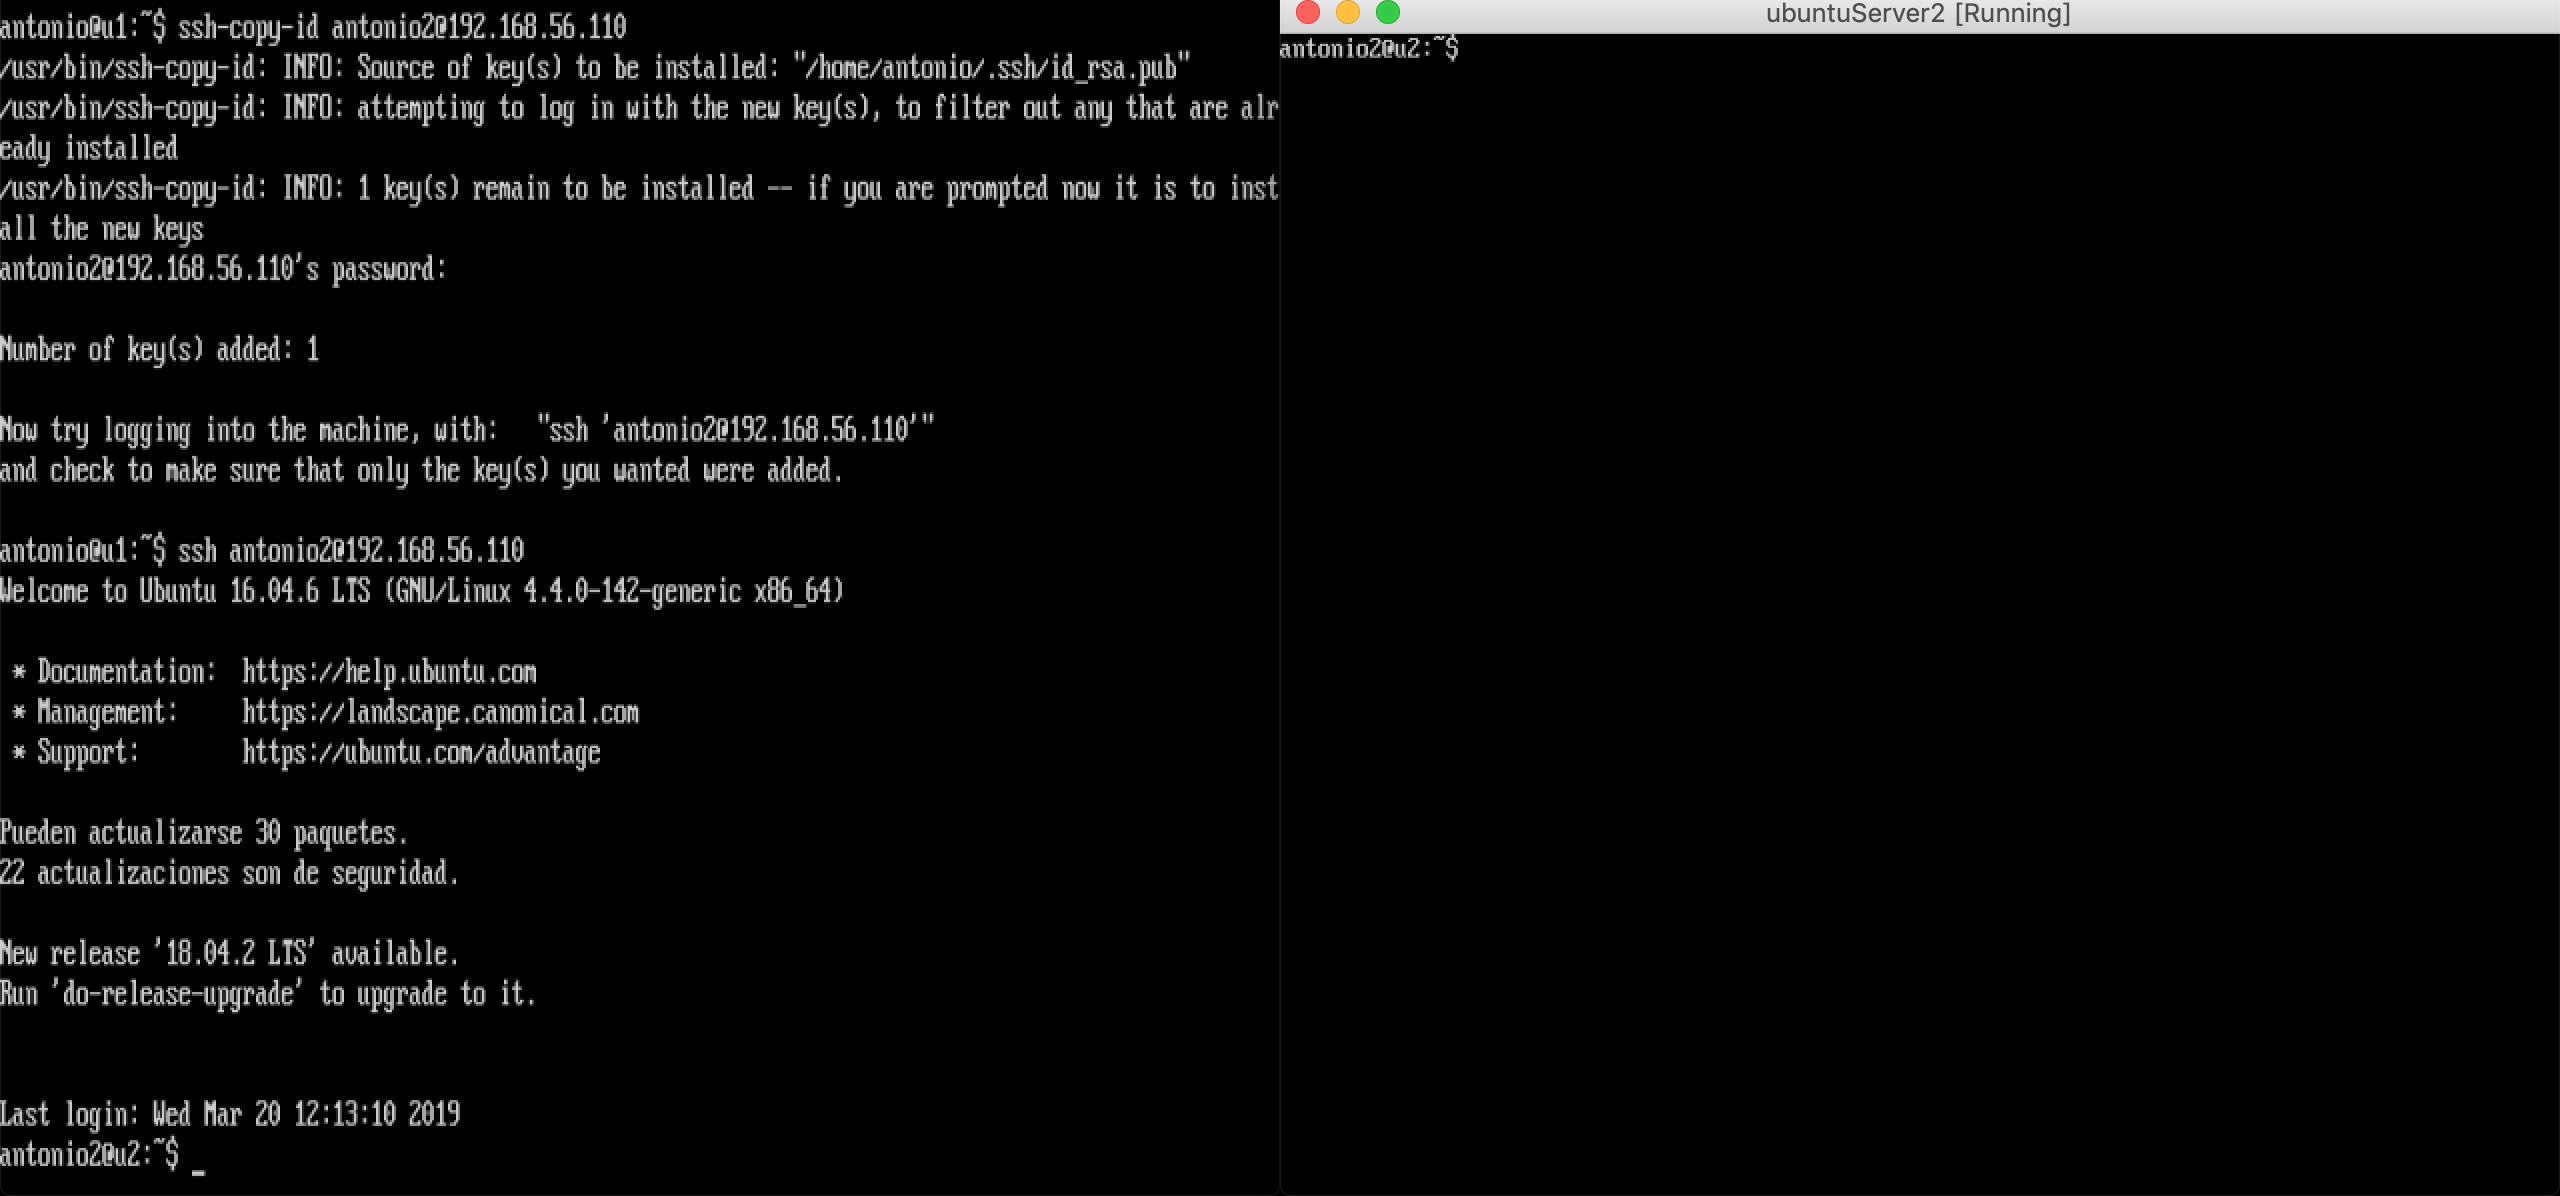 antonio@u1:~$ ssh-copy-id antonio2@192.168.56.110
/usr/bin/ssh-copy-id: INFO: Source of key(s) to be installed: "/home/antonio/.ssh/id_rsa.pub"
/usr/bin/ssh-copy-id: INFO: attempting to log in with the new key(s), to filter out any that are alr
eady installed
/usr/bin/ssh-copy-id: INFO: 1 key(s) remain to be installed -- if you are prompted now it is to inst
all the new keys
antonio2@192.168.56.110's password:
Number of key(s) added: 1
Now try logging into the machine, with:   "ssh 'antonio2@192.168.56.110'"
and check to make sure that only the key(s) you wanted were added.
antonio@u1:~$ ssh antonio2@192.168.56.110
Welcome to Ubuntu 16.04.6 LTS (GNU/Linux 4.4.0-142-generic x86_64)
 * Documentation:  https://help.ubuntu.com
 * Management:     https://landscape.canonical.com
 * Support:        https://ubuntu.com/advantage
Pueden actualizarse 30 paquetes.
22 actualizaciones son de seguridad.
New release '18.04.2 LTS' available.
Run 'do-release-upgrade' to upgrade to it.
Last login: Wed Mar 20 12:13:10 2019
antonio2@u2:~$ _
ubuntuServer2 [Running]
antonio2@u2:~$